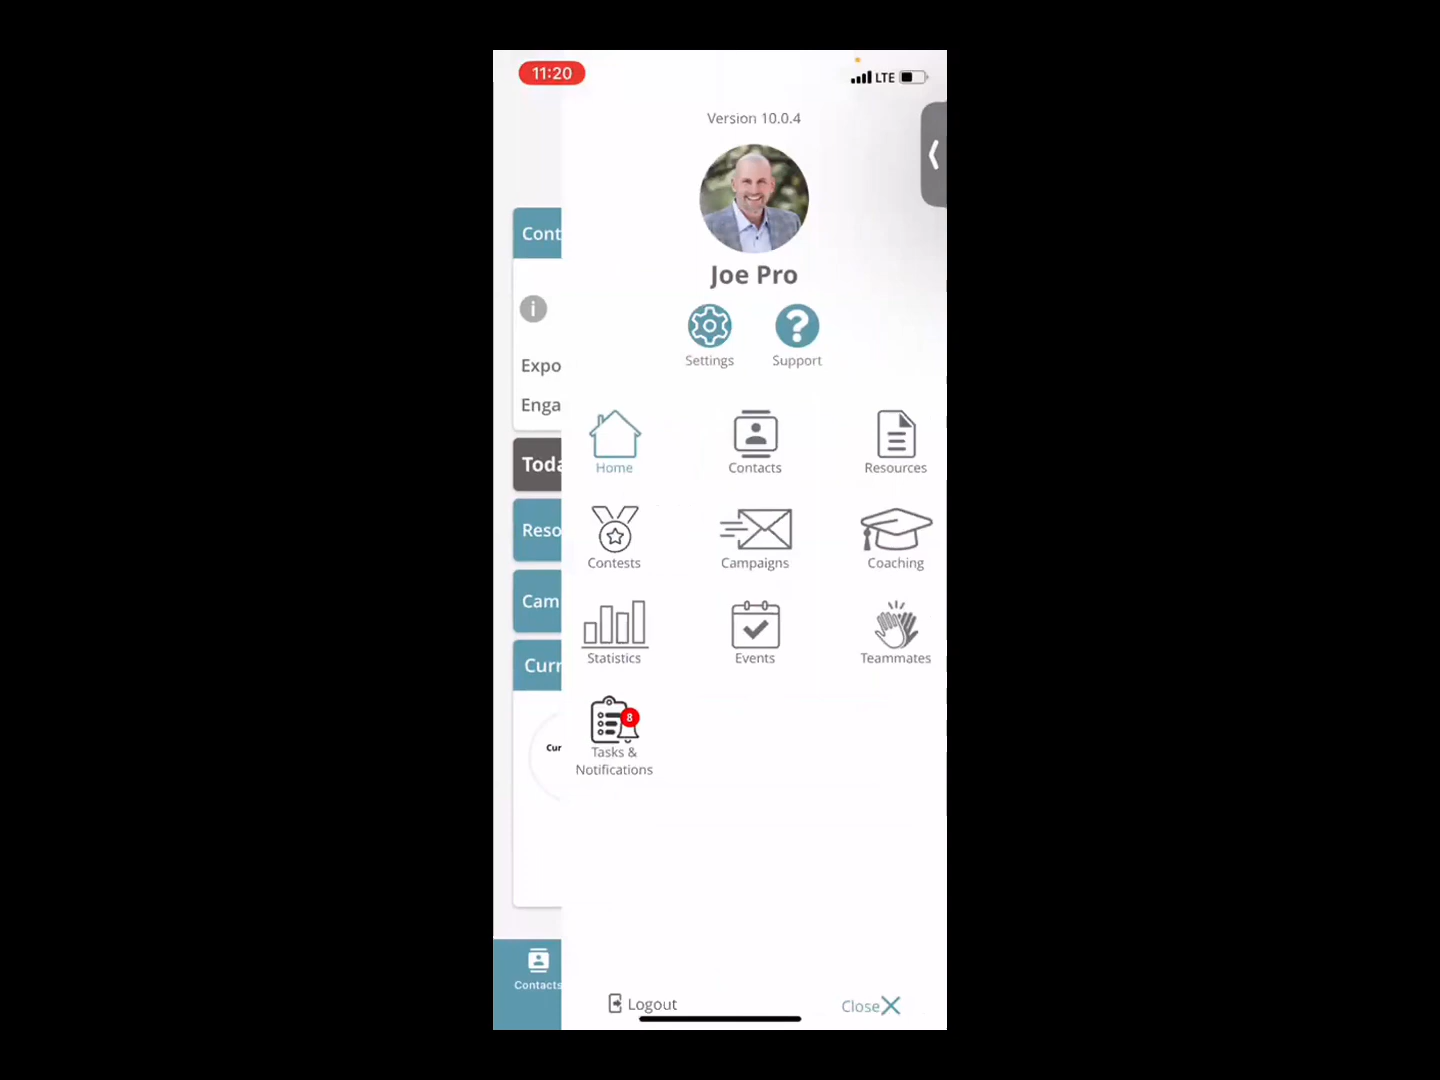 11:20
LTE
Version 10.0.4
Joe Pro
Settings
Support
Home
Contacts
Resources
Contests
Campaigns
Coaching
Statistics
Events
Teammates
8
Tasks &
Notifications
Logout
Close
Cont
i
Expo
Enga
Toda
Reso
Cam
Curr
Cur
Contacts